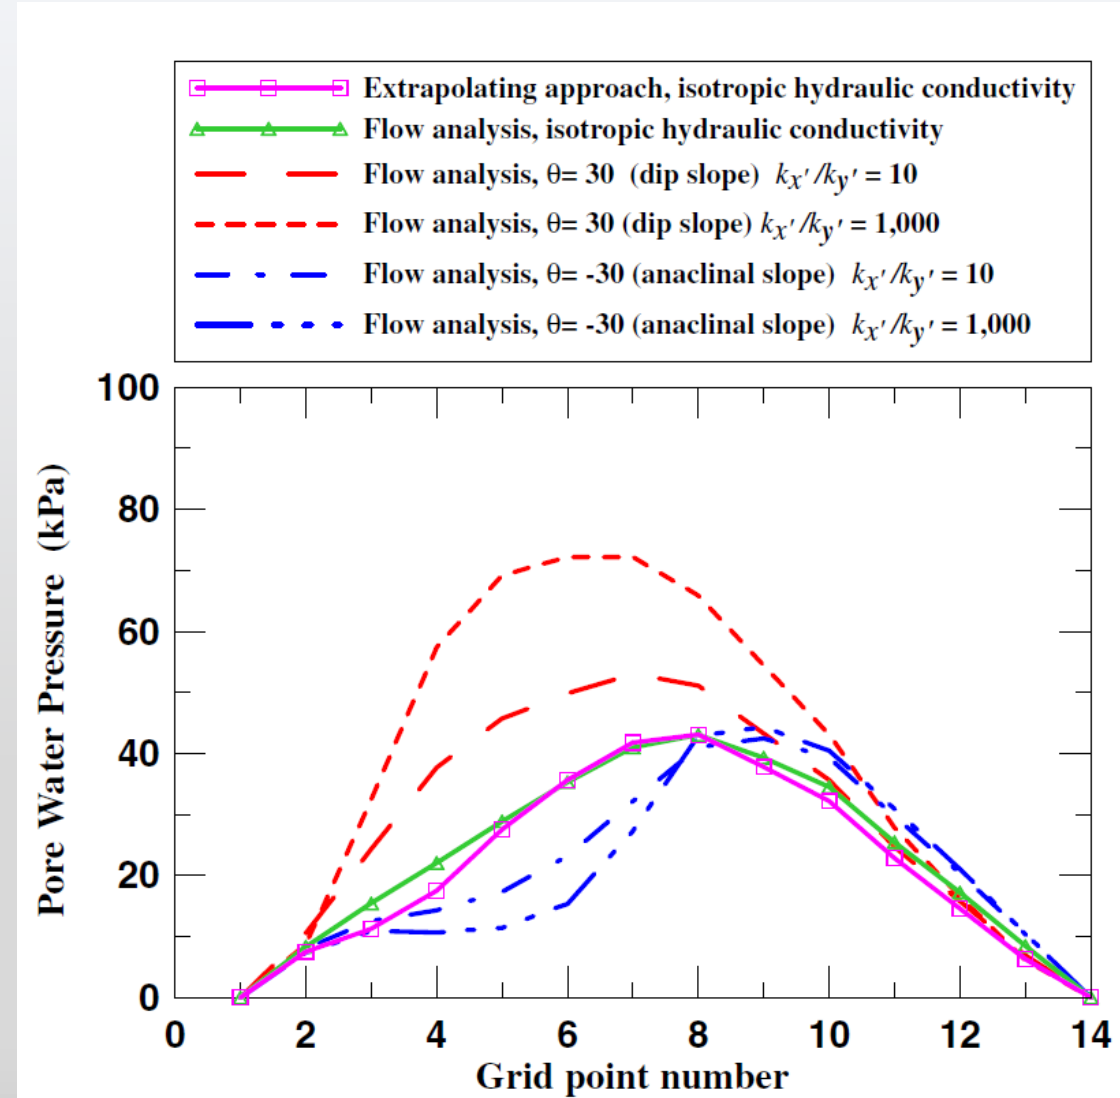 Extrapolating approach, isotropic hydraulic conductivity
Flow analysis, isotropic hydraulic conductivity
Flow analysis, θ= 30 (dip slope) kx'/ky' = 10
Flow analysis, θ= 30 (dip slope) kx'/ky' = 1,000
Flow analysis, θ= -30 (anaclinal slope) kx'/ky' = 10
Flow analysis, θ= -30 (anaclinal slope) kx'/ky' = 1,000
Pore Water Pressure (kPa)
100
80
60
40
20
0
0 2 4 6 8 10 12 14
Grid point number